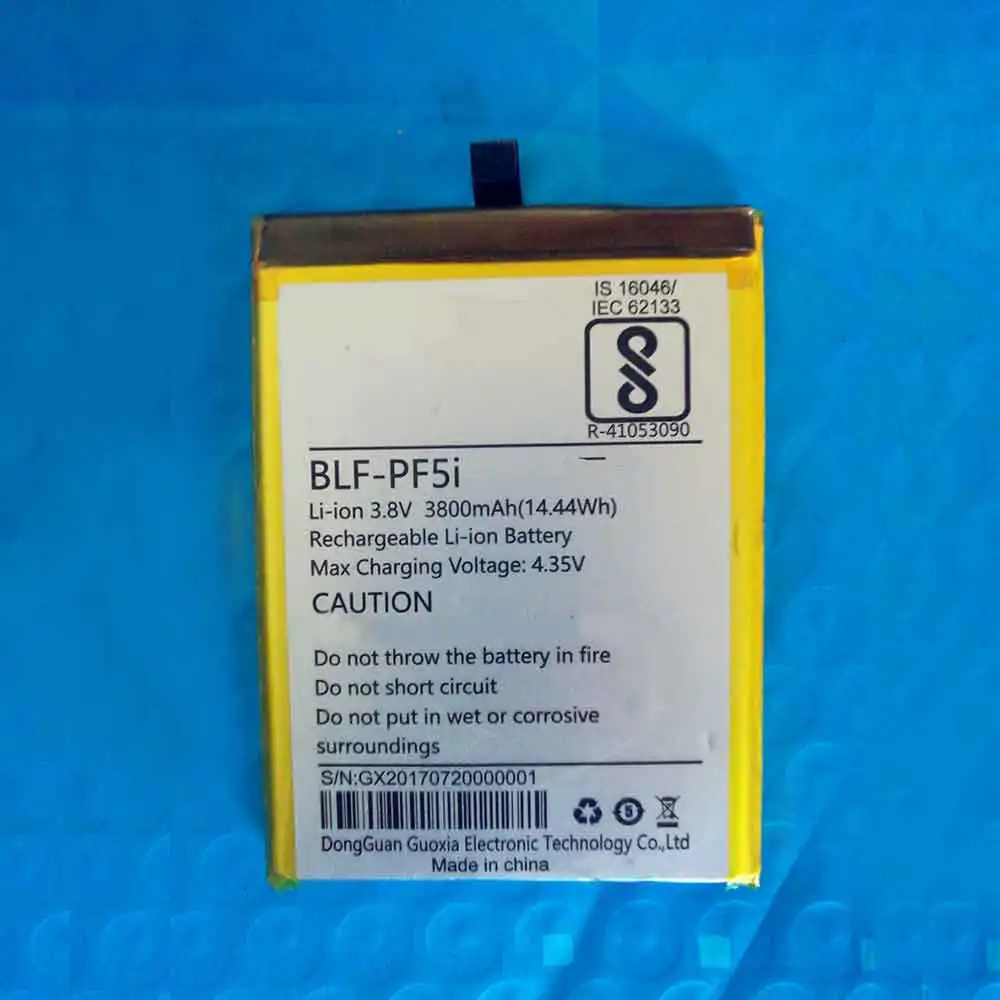 IS 16046/
IEC 62133
R-41053090
BLF-PF5i
Li-ion 3.8V 3800mAh(14.44Wh)
Rechargeable Li-ion Battery
Max Charging Voltage: 4.35V
CAUTION
Do not throw the battery in fire
Do not short circuit
Do not put in wet or corrosive
surroundings
S/N:GX20170720000001
5
DongGuan Guoxia Electronic Technology Co.,Ltd
Made in china